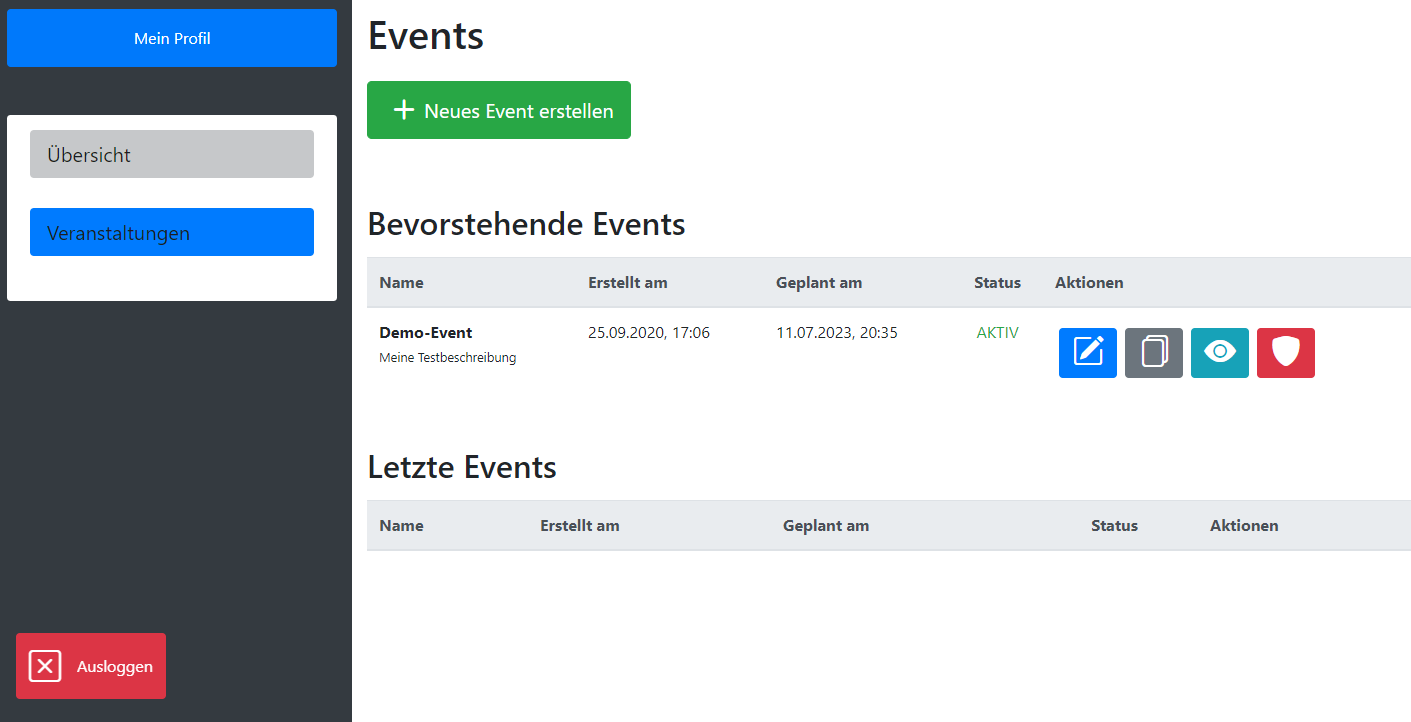 Mein Profil
Übersicht
Veranstaltungen
Ausloggen
Events
Neues Event erstellen
Bevorstehende Events
Name Erstellt am Geplant am Status Aktionen
Demo-Event 25.09.2020, 17:06 11.07.2023, 20:35 AKTIV
Meine Testbeschreibung
Letzte Events
Name Erstellt am Geplant am Status Aktionen